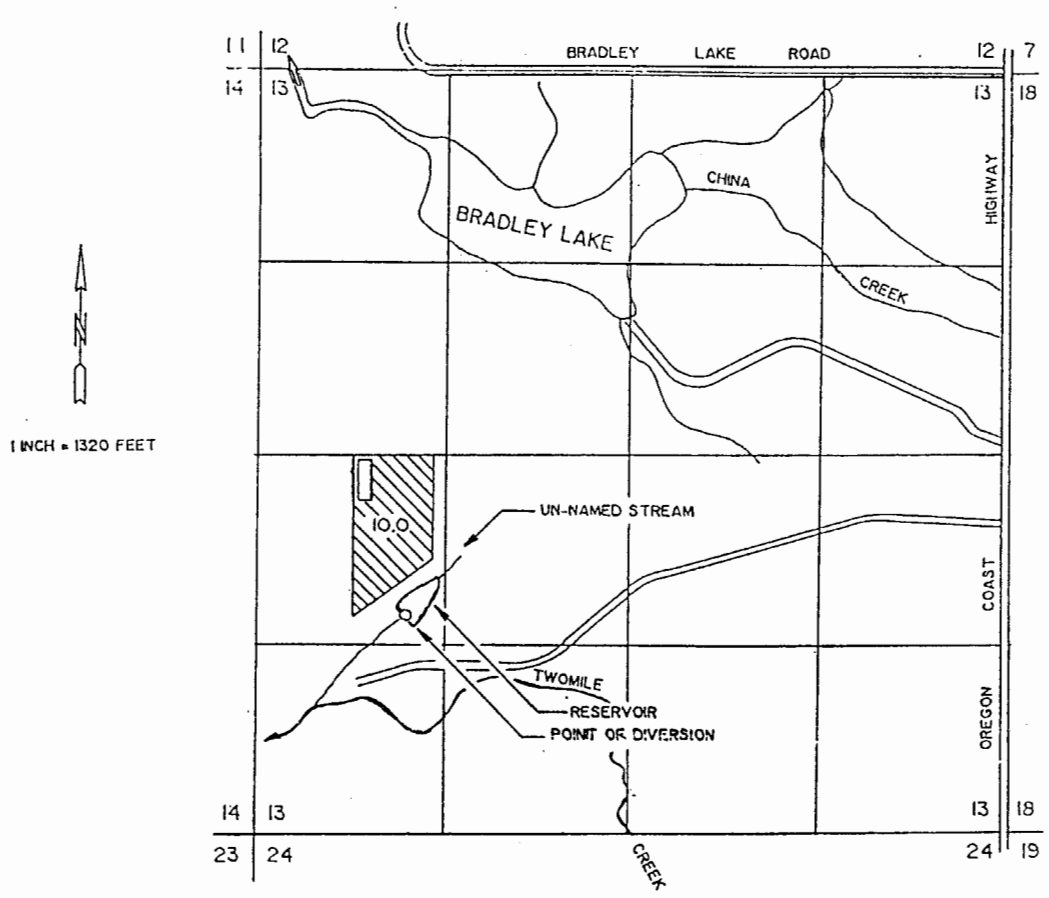 11 12
BRADLEY LAKE ROAD
12 7
14 13
13 18
HIGHWAY
CHINA
BRADLEY LAKE
CREEK
N
1 INCH = 1320 FEET
UN-NAMED STREAM
10.0
COAST
TWOMILE
RESERVOIR
POINT OF DIVERSION
OREGON
14 13
13 18
23 24
24 19
CREEK